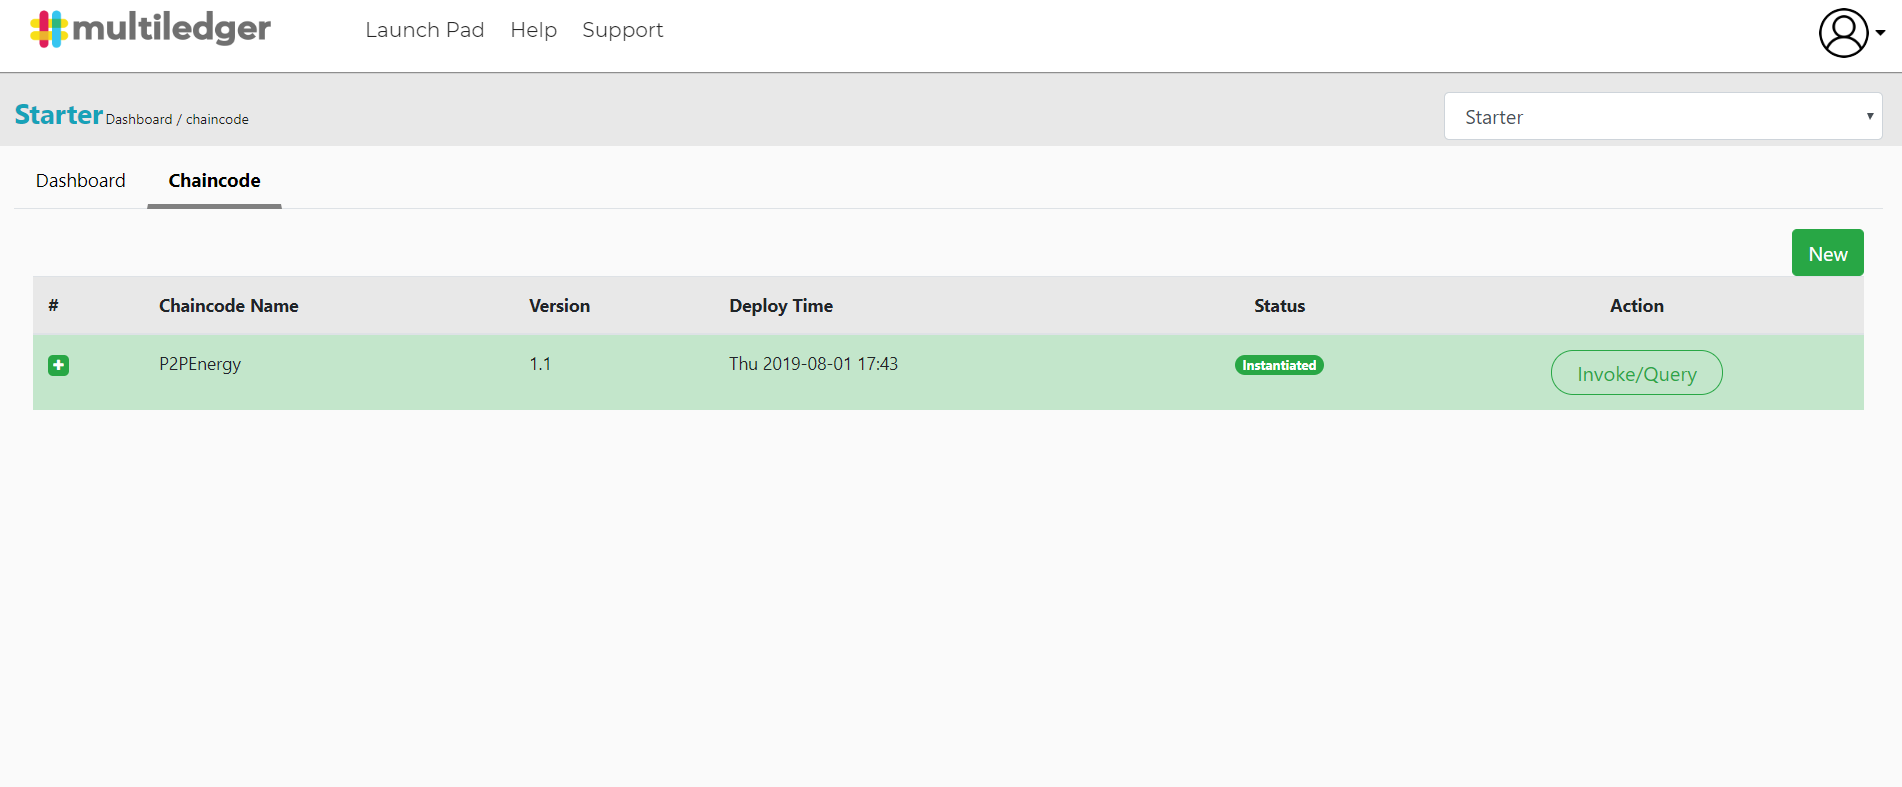 multiledger Launch Pad Help Support
Starter Dashboard / chaincode Starter
Dashboard Chaincode
New
# Chaincode Name Version Deploy Time Status Action
P2PEnergy 1.1 Thu 2019-08-01 17:43 Instantiated Invoke/Query